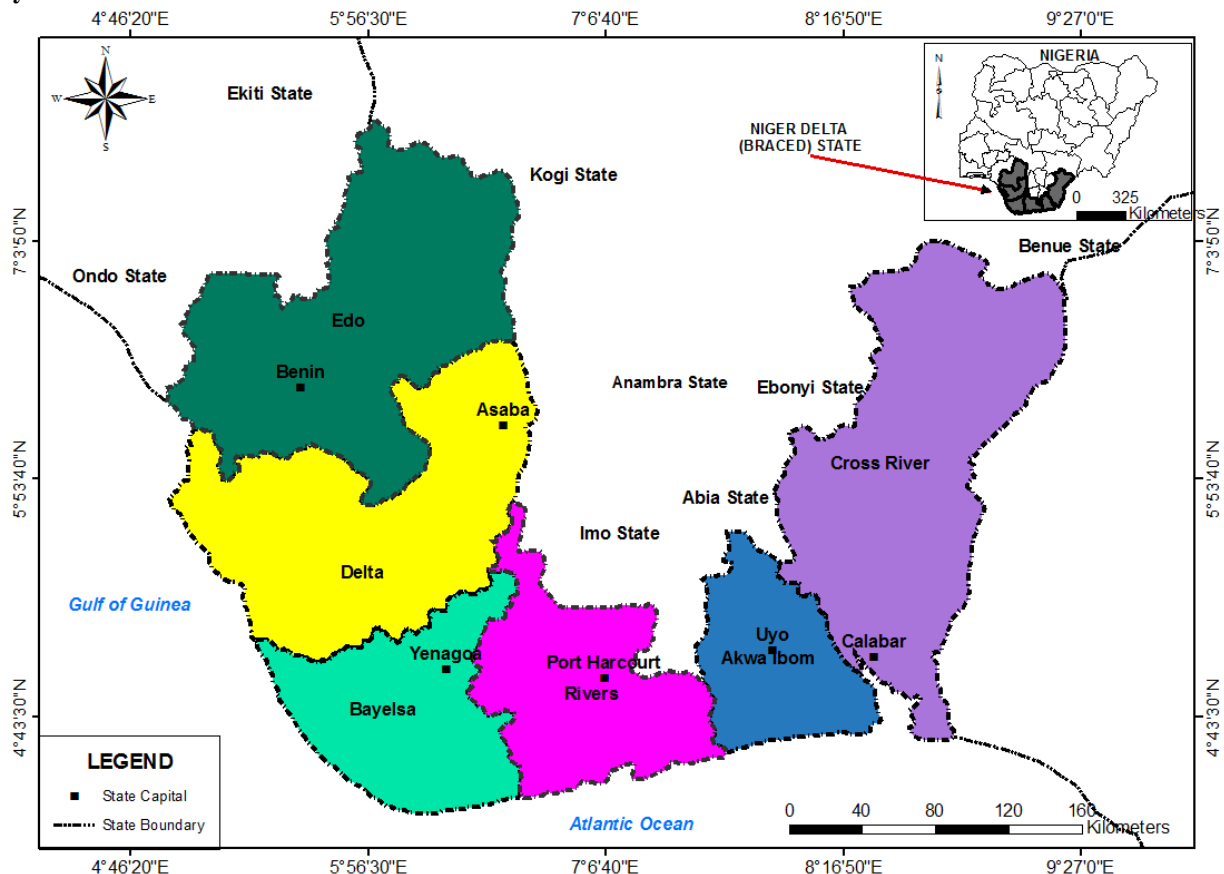 y
4°46'20"E 5°56'30"E 7°6'40"E 8°16'50"E 9°27'0"E
N
W E
S
Ekiti State
NIGERIA
N
S
NIGER DELTA
(BRACED) STATE
0 325
Kilometers
Kogi State
7°3'50"N
7°3'50"N
Benue State
Ondo State
Edo
Benin
Anambra State
Ebonyi State
Asaba
Cross River
5°53'40"N
5°53'40"N
Abia State
Imo State
Delta
Gulf of Guinea
Uyo
Akwa Ibom
Calabar
Yenagoa
Port Harcourt
Rivers
Bayelsa
4°43'30"N
4°43'30"N
LEGEND
State Capital
State Boundary
Atlantic Ocean
0 40 80 120 160
Kilometers
4°46'20"E 5°56'30"E 7°6'40"E 8°16'50"E 9°27'0"E